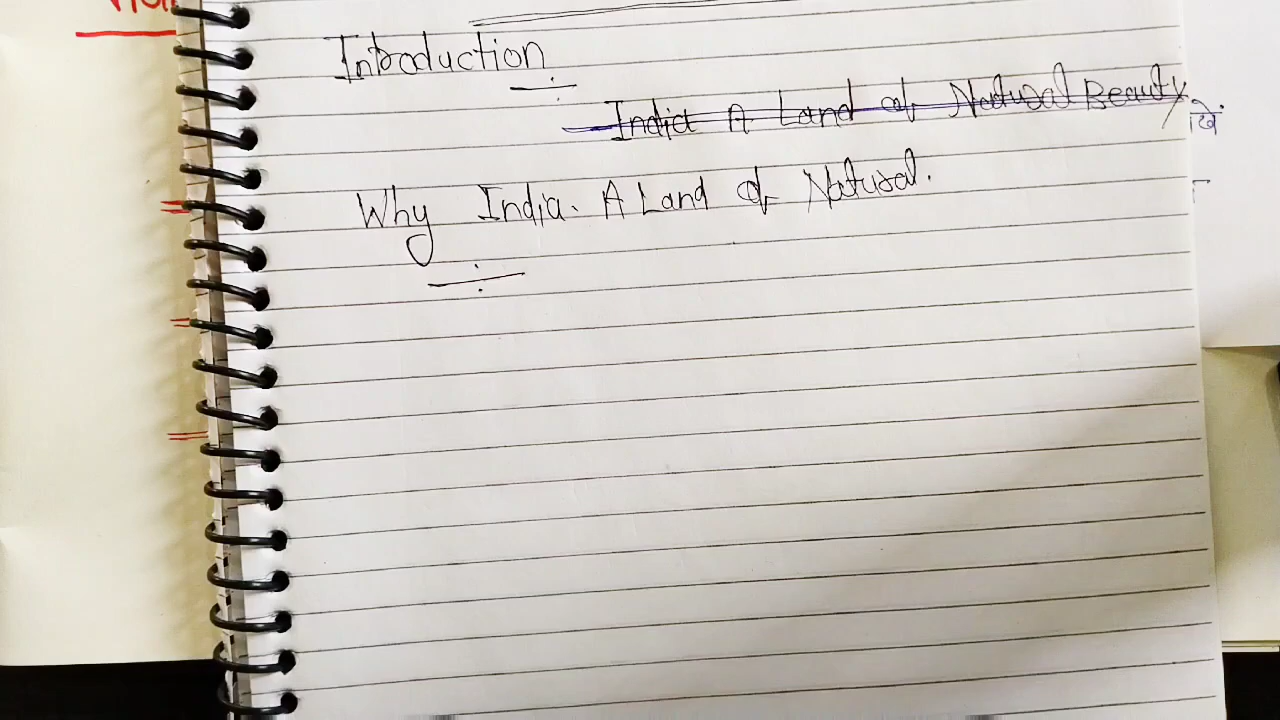 Introduction
India A Land of Natural Beauty
Why India. A Land of Natural.